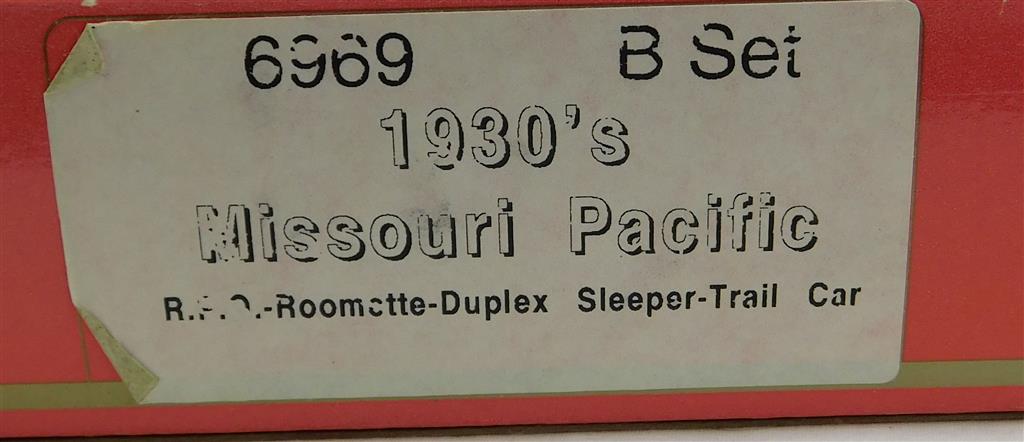 6969 B Set
1930's
Missouri Pacific
R.P.O.-Roomette-Duplex Sleeper-Trail Car